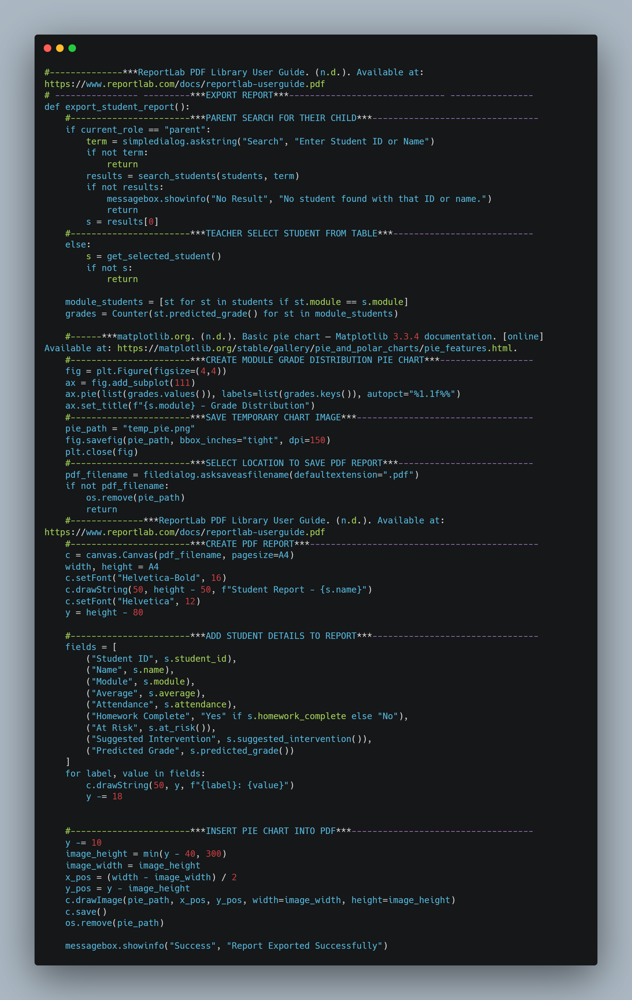 #--------------***ReportLab PDF Library User Guide. (n.d.). Available at:
https://www.reportlab.com/docs/reportlab-userguide.pdf
# ---------------- ---------***EXPORT REPORT***------------------------------ ----------------
def export_student_report():
    #-----------------------***PARENT SEARCH FOR THEIR CHILD***--------------------------------
    if current_role == "parent":
        term = simpledialog.askstring("Search", "Enter Student ID or Name")
        if not term:
            return
        results = search_students(students, term)
        if not results:
            messagebox.showinfo("No Result", "No student found with that ID or name.")
            return
        s = results[0]
    #-----------------------***TEACHER SELECT STUDENT FROM TABLE***---------------------------
    else:
        s = get_selected_student()
        if not s:
            return

    module_students = [st for st in students if st.module == s.module]
    grades = Counter(st.predicted_grade() for st in module_students)

    #------***matplotlib.org. (n.d.). Basic pie chart — Matplotlib 3.3.4 documentation. [online]
Available at: https://matplotlib.org/stable/gallery/pie_and_polar_charts/pie_features.html.
    #-----------------------***CREATE MODULE GRADE DISTRIBUTION PIE CHART***------------------
    fig = plt.Figure(figsize=(4,4))
    ax = fig.add_subplot(111)
    ax.pie(list(grades.values()), labels=list(grades.keys()), autopct="%1.1f%%")
    ax.set_title(f"{s.module} - Grade Distribution")
    #-----------------------***SAVE TEMPORARY CHART IMAGE***----------------------------------
    pie_path = "temp_pie.png"
    fig.savefig(pie_path, bbox_inches="tight", dpi=150)
    plt.close(fig)
    #-----------------------***SELECT LOCATION TO SAVE PDF REPORT***--------------------------
    pdf_filename = filedialog.asksaveasfilename(defaultextension=".pdf")
    if not pdf_filename:
        os.remove(pie_path)
        return
    #--------------***ReportLab PDF Library User Guide. (n.d.). Available at:
https://www.reportlab.com/docs/reportlab-userguide.pdf
    #-----------------------***CREATE PDF REPORT***--------------------------------------------
    c = canvas.Canvas(pdf_filename, pagesize=A4)
    width, height = A4
    c.setFont("Helvetica-Bold", 16)
    c.drawString(50, height - 50, f"Student Report - {s.name}")
    c.setFont("Helvetica", 12)
    y = height - 80

    #-----------------------***ADD STUDENT DETAILS TO REPORT***--------------------------------
    fields = [
        ("Student ID", s.student_id),
        ("Name", s.name),
        ("Module", s.module),
        ("Average", s.average),
        ("Attendance", s.attendance),
        ("Homework Complete", "Yes" if s.homework_complete else "No"),
        ("At Risk", s.at_risk()),
        ("Suggested Intervention", s.suggested_intervention()),
        ("Predicted Grade", s.predicted_grade())
    ]
    for label, value in fields:
        c.drawString(50, y, f"{label}: {value}")
        y -= 18


    #-----------------------***INSERT PIE CHART INTO PDF***-----------------------------------
    y -= 10
    image_height = min(y - 40, 300)
    image_width = image_height
    x_pos = (width - image_width) / 2
    y_pos = y - image_height
    c.drawImage(pie_path, x_pos, y_pos, width=image_width, height=image_height)
    c.save()
    os.remove(pie_path)

    messagebox.showinfo("Success", "Report Exported Successfully")